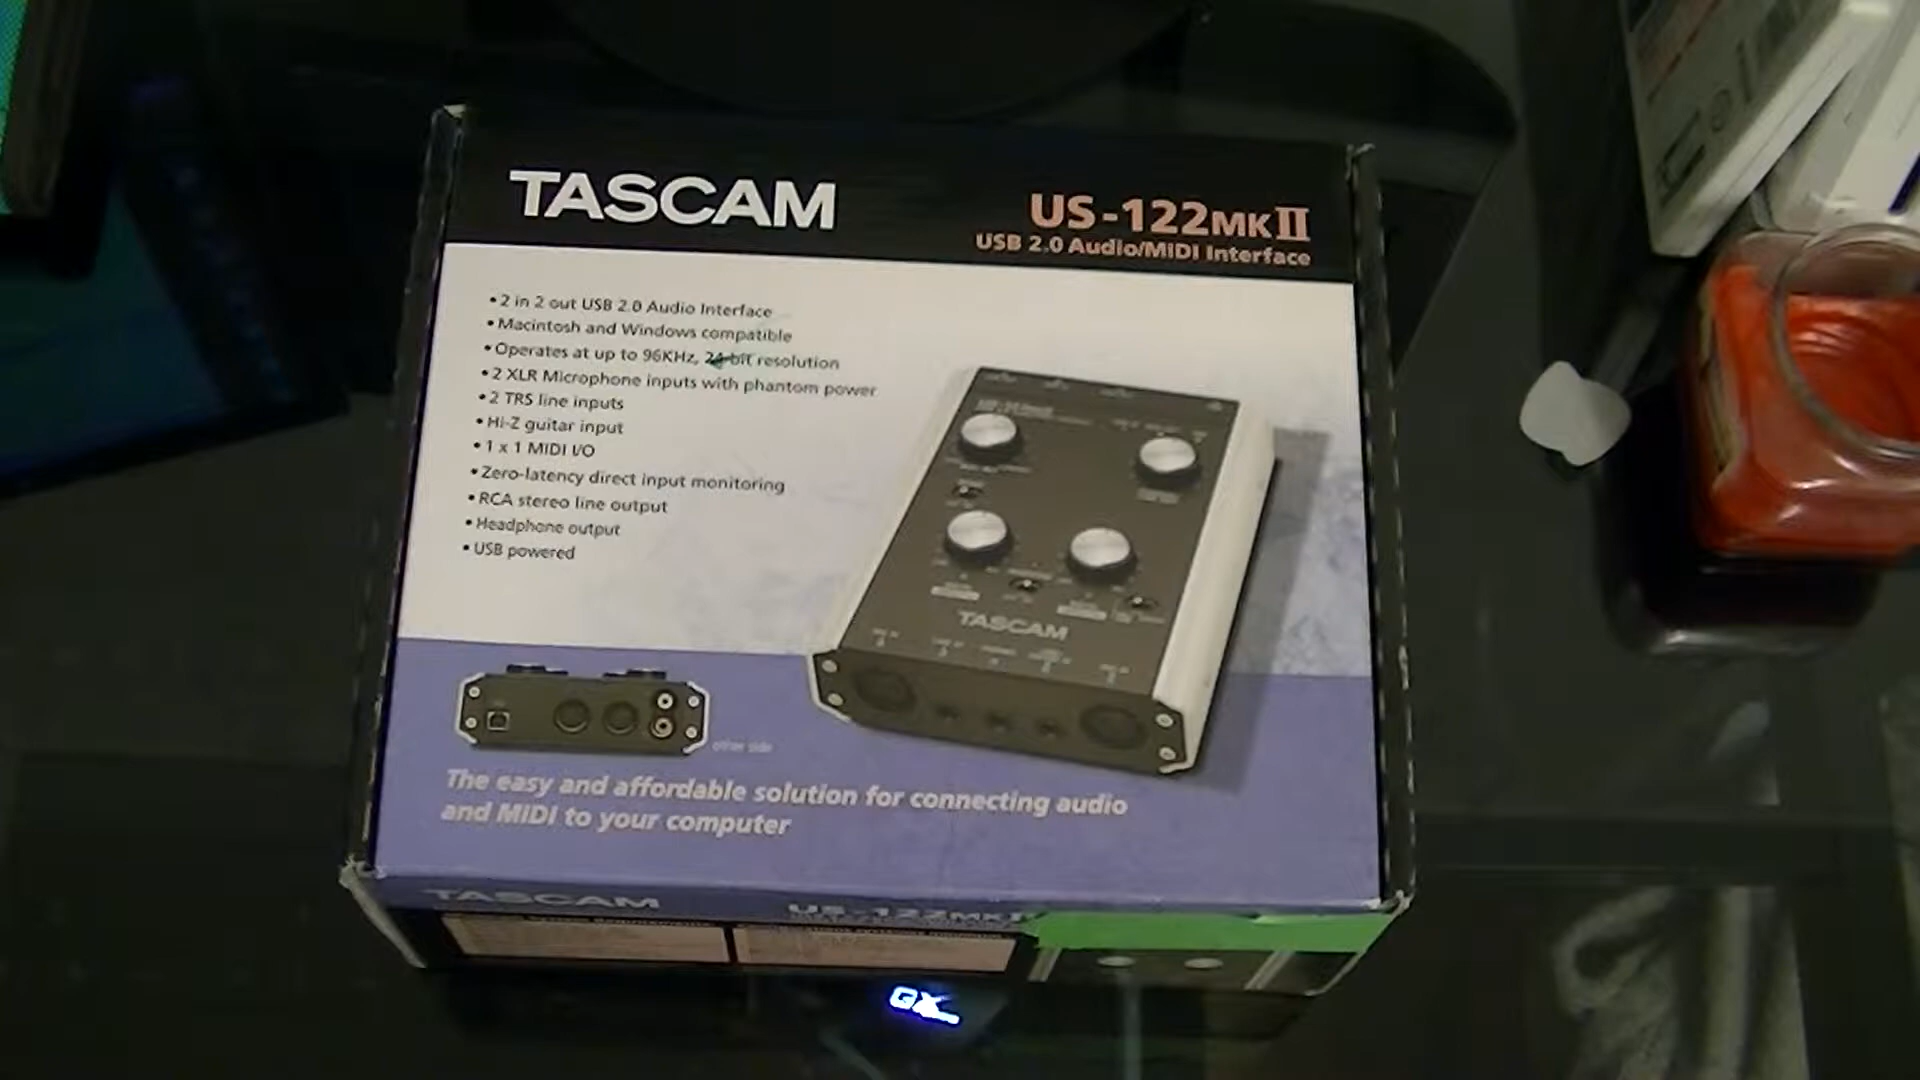 TASCAM
US-122MKII
USB 2.0 Audio/MIDI Interface
•2 in 2 out USB 2.0 Audio Interface
•Macintosh and Windows compatible
•Operates at up to 96KHz, 24-bit resolution
•2 XLR Microphone inputs with phantom power
•2 TRS line inputs
•Hi-Z guitar input
•1 x 1 MIDI I/O
•Zero-latency direct input monitoring
•RCA stereo line output
•Headphone output
•USB powered
TASCAM
other side
The easy and affordable solution for connecting audio
and MIDI to your computer
TASCAM
US-122MKII
GX